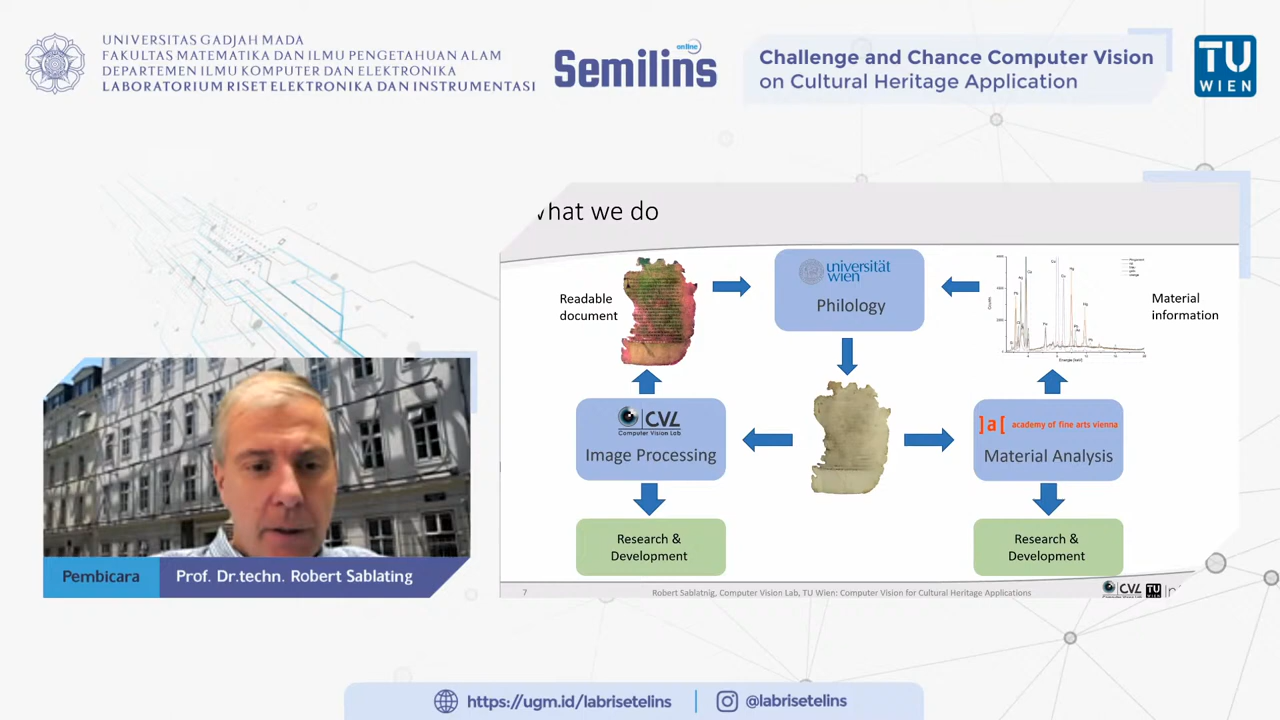 UNIVERSITAS GADJAH MADA
FAKULTAS MATEMATIKA DAN ILMU PENGETAHUAN ALAM
DEPARTEMEN ILMU KOMPUTER DAN ELEKTRONIKA
LABORATORIUM RISET ELEKTRONIKA DAN INSTRUMENTASI
online
Semilins
Challenge and Chance Computer Vision
on Cultural Heritage Application
TU
WIEN
What we do
Readable
document
universität
wien
Philology
Material
information
CVL
Computer Vision Lab
Image Processing
]a[ academy of fine arts vienna
Material Analysis
Research &
Development
Research &
Development
7
Robert Sablatnig, Computer Vision Lab, TU Wien: Computer Vision for Cultural Heritage Applications
CVL
TU
Pembicara
Prof. Dr.techn. Robert Sablating
https://ugm.id/labrisetelins
@labrisetelins